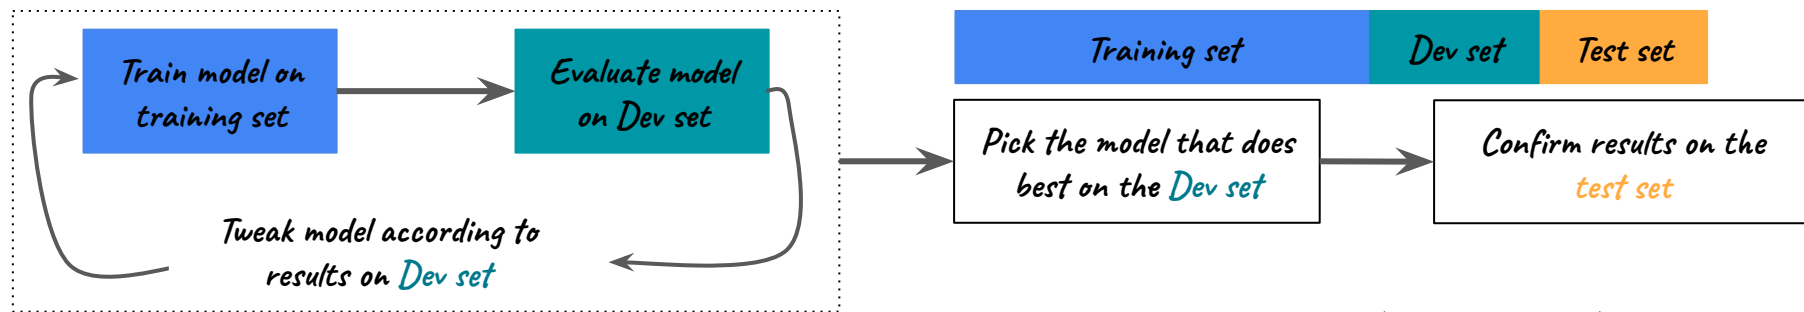 Train model on
training set
Evaluate model
on Dev set
Tweak model according to
results on Dev set
Training set
Dev set
Test set
Pick the model that does
best on the Dev set
Confirm results on the
test set